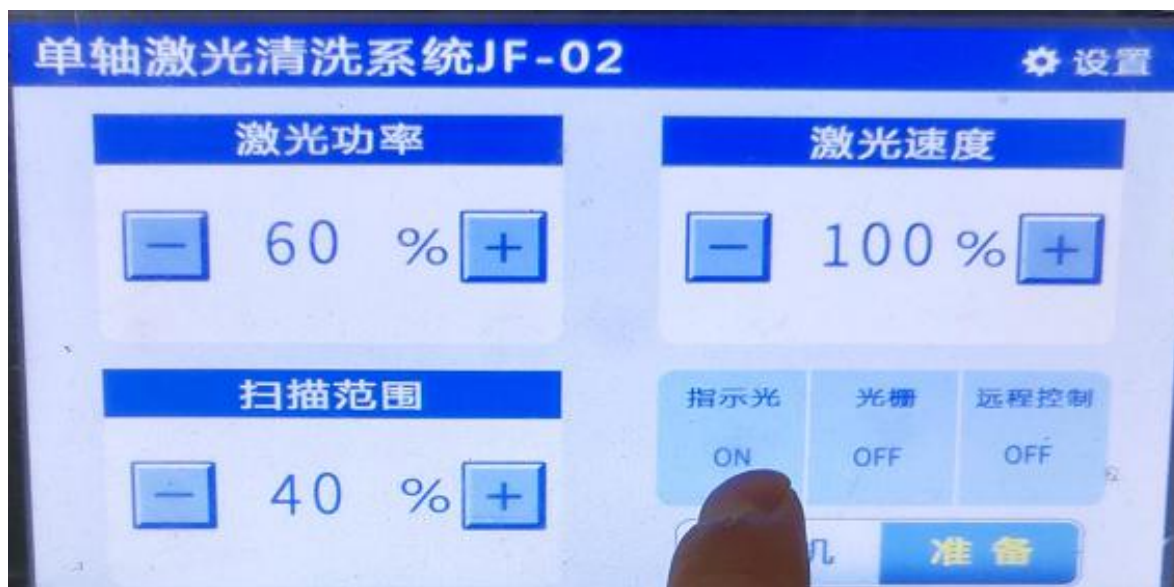 单轴激光清洗系统JF-02
设置
激光功率
激光速度
− 60 % +
− 100 % +
扫描范围
− 40 % +
指示光
光栅
远程控制
ON
OFF
OFF
机
准备